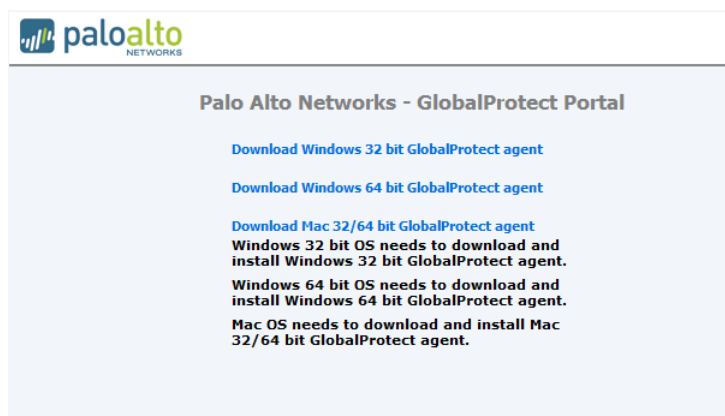 paloalto
NETWORKS
Palo Alto Networks - GlobalProtect Portal
Download Windows 32 bit GlobalProtect agent
Download Windows 64 bit GlobalProtect agent
Download Mac 32/64 bit GlobalProtect agent
Windows 32 bit OS needs to download and
install Windows 32 bit GlobalProtect agent.
Windows 64 bit OS needs to download and
install Windows 64 bit GlobalProtect agent.
Mac OS needs to download and install Mac
32/64 bit GlobalProtect agent.